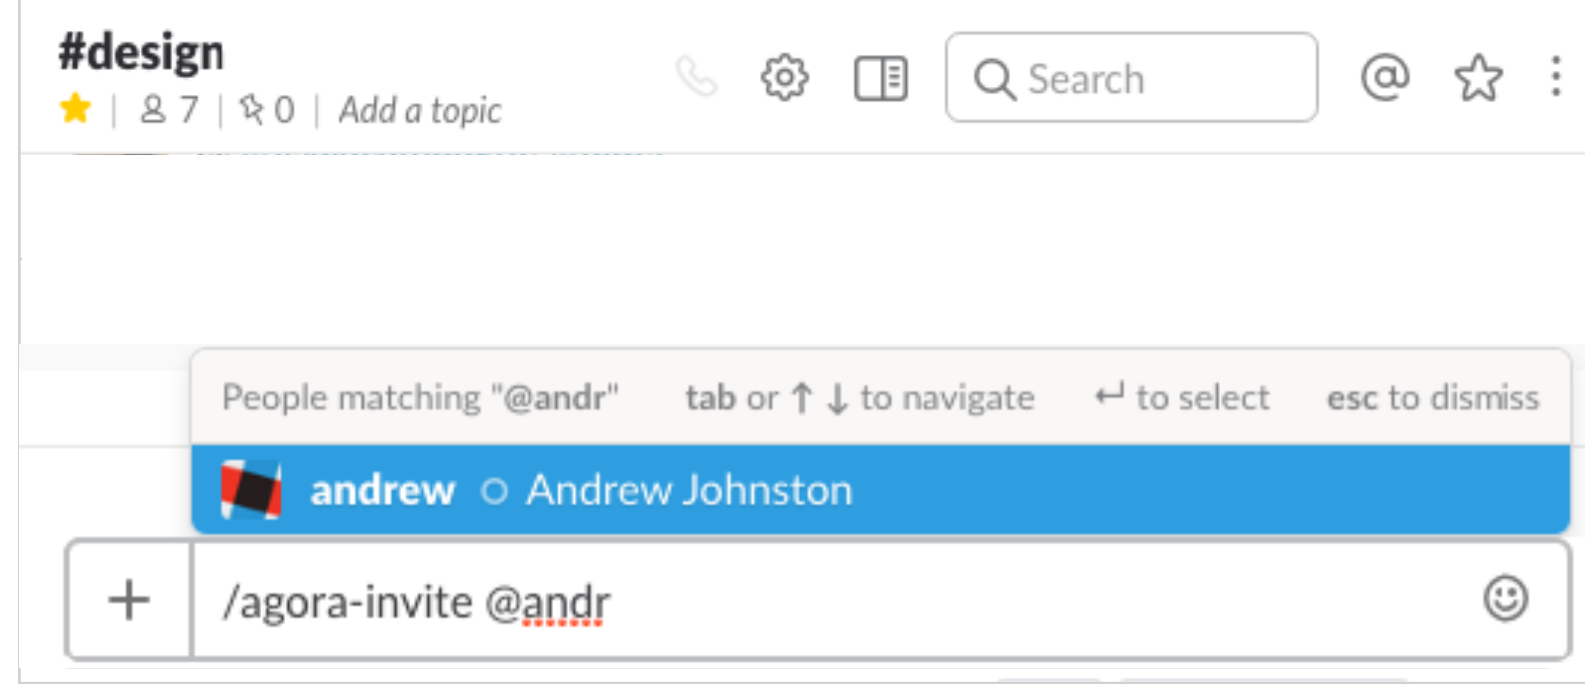 #design
7 | 0 | Add a topic
Search
People matching "@andr" tab or ↑ ↓ to navigate ↵ to select esc to dismiss
andrew Andrew Johnston
/agora-invite @andr